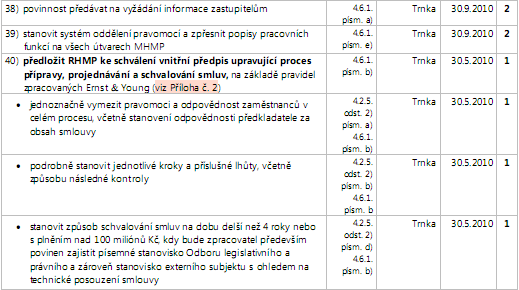 38) povinnost předávat na vyžádání informace zastupitelům 4.6.1. Trnka 30.9.2010 2
písm. a)
39) stanovit systém oddělení pravomocí a zpřesnit popisy pracovních 4.6.1. Trnka 30.9.2010 2
funkcí na všech útvarech MHMP písm. e)
40) předložit RHMP ke schválení vnitřní předpis upravující proces 4.6.1. Trnka 30.5.2010 1
přípravy, projednávání a schvalování smluv, na základě pravidel písm. b)
zpracovaných Ernst & Young (viz Příloha č. 2)
• jednoznačně vymezit pravomoci a odpovědnost zaměstnanců v 4.2.5. Trnka 30.5.2010 1
celém procesu, včetně stanovení odpovědnosti předkladatele za odst. 2)
obsah smlouvy písm. a)
4.6.1.
písm. b)
• podrobně stanovit jednotlivé kroky a příslušné lhůty, včetně 4.2.5. Trnka 30.5.2010 1
způsobu následné kontroly odst. 2)
písm. b)
4.6.1.
písm. b
• stanovit způsob schvalování smluv na dobu delší než 4 roky nebo 4.2.5. Trnka 30.5.2010 1
s plněním nad 100 miliónů Kč, kdy bude zpracovatel především odst. 2)
povinen zajistit písemné stanovisko Odboru legislativního a písm. d)
právního a zároveň stanovisko externího subjektu s ohledem na 4.6.1.
technické posouzení smlouvy písm. b)